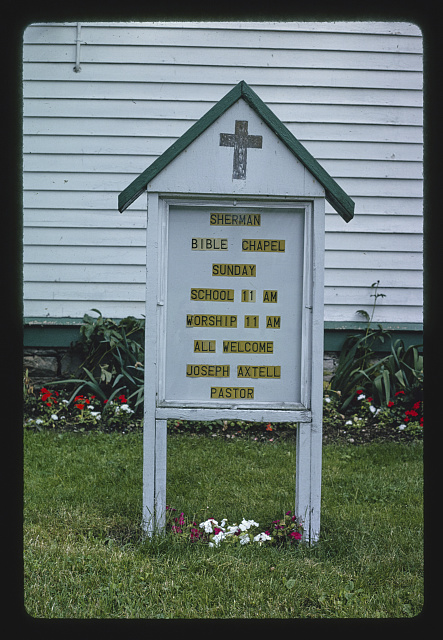 SHERMAN
BIBLE CHAPEL
SUNDAY
SCHOOL 11 AM
WORSHIP 11 AM
ALL WELCOME
JOSEPH AXTELL
PASTOR